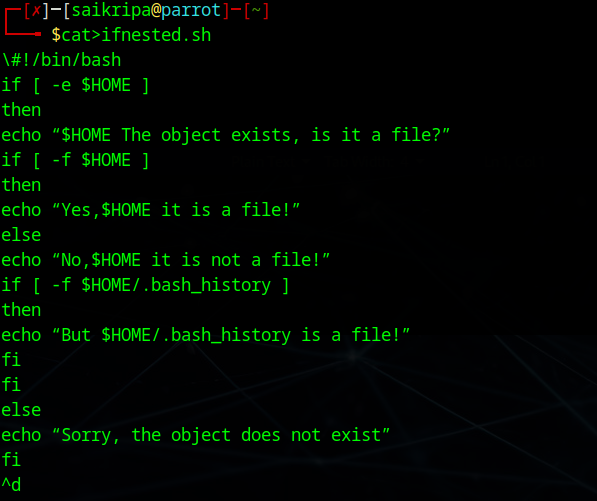 ┌─[✗]─[saikripa@parrot]─[~]
└──╼ $cat>ifnested.sh
\#!/bin/bash
if [ -e $HOME ]
then
echo “$HOME The object exists, is it a file?”
if [ -f $HOME ]
then
echo “Yes,$HOME it is a file!”
else
echo “No,$HOME it is not a file!”
if [ -f $HOME/.bash_history ]
then
echo “But $HOME/.bash_history is a file!”
fi
fi
else
echo “Sorry, the object does not exist”
fi
^d